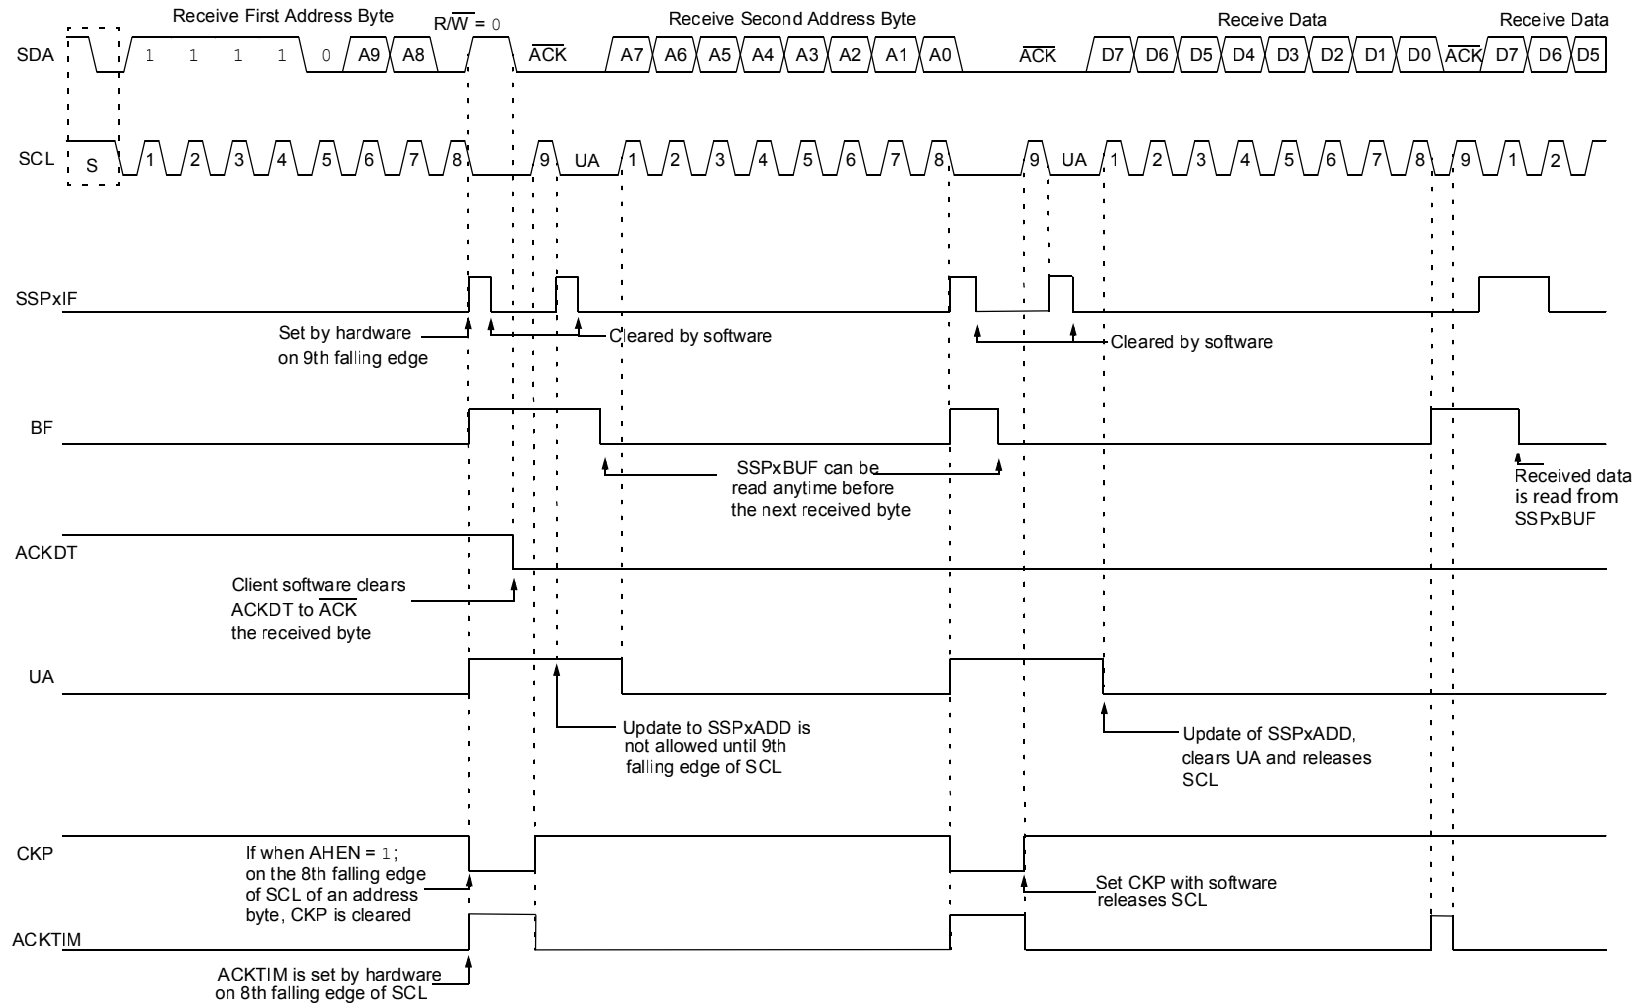 Receive First Address Byte
R/W = 0
Receive Second Address Byte
Receive Data
Receive Data
SDA
1 1 1 1 0 A9 A8
ACK
A7 A6 A5 A4 A3 A2 A1 A0
ACK
D7 D6 D5 D4 D3 D2 D1 D0
ACK
D7 D6 D5
SCL
S
1 2 3 4 5 6 7 8 9
UA
1 2 3 4 5 6 7 8 9
UA
1 2 3 4 5 6 7 8 9
1 2
SSPxIF
Set by hardware
on 9th falling edge
Cleared by software
Cleared by software
BF
SSPxBUF can be
read anytime before
the next received byte
Received data
is read from
SSPxBUF
ACKDT
Client software clears
ACKDT to ACK
the received byte
UA
Update to SSPxADD is
not allowed until 9th
falling edge of SCL
Update of SSPxADD,
clears UA and releases
SCL
CKP
If when AHEN = 1;
on the 8th falling edge
of SCL of an address
byte, CKP is cleared
Set CKP with software
releases SCL
ACKTIM
ACKTIM is set by hardware
on 8th falling edge of SCL